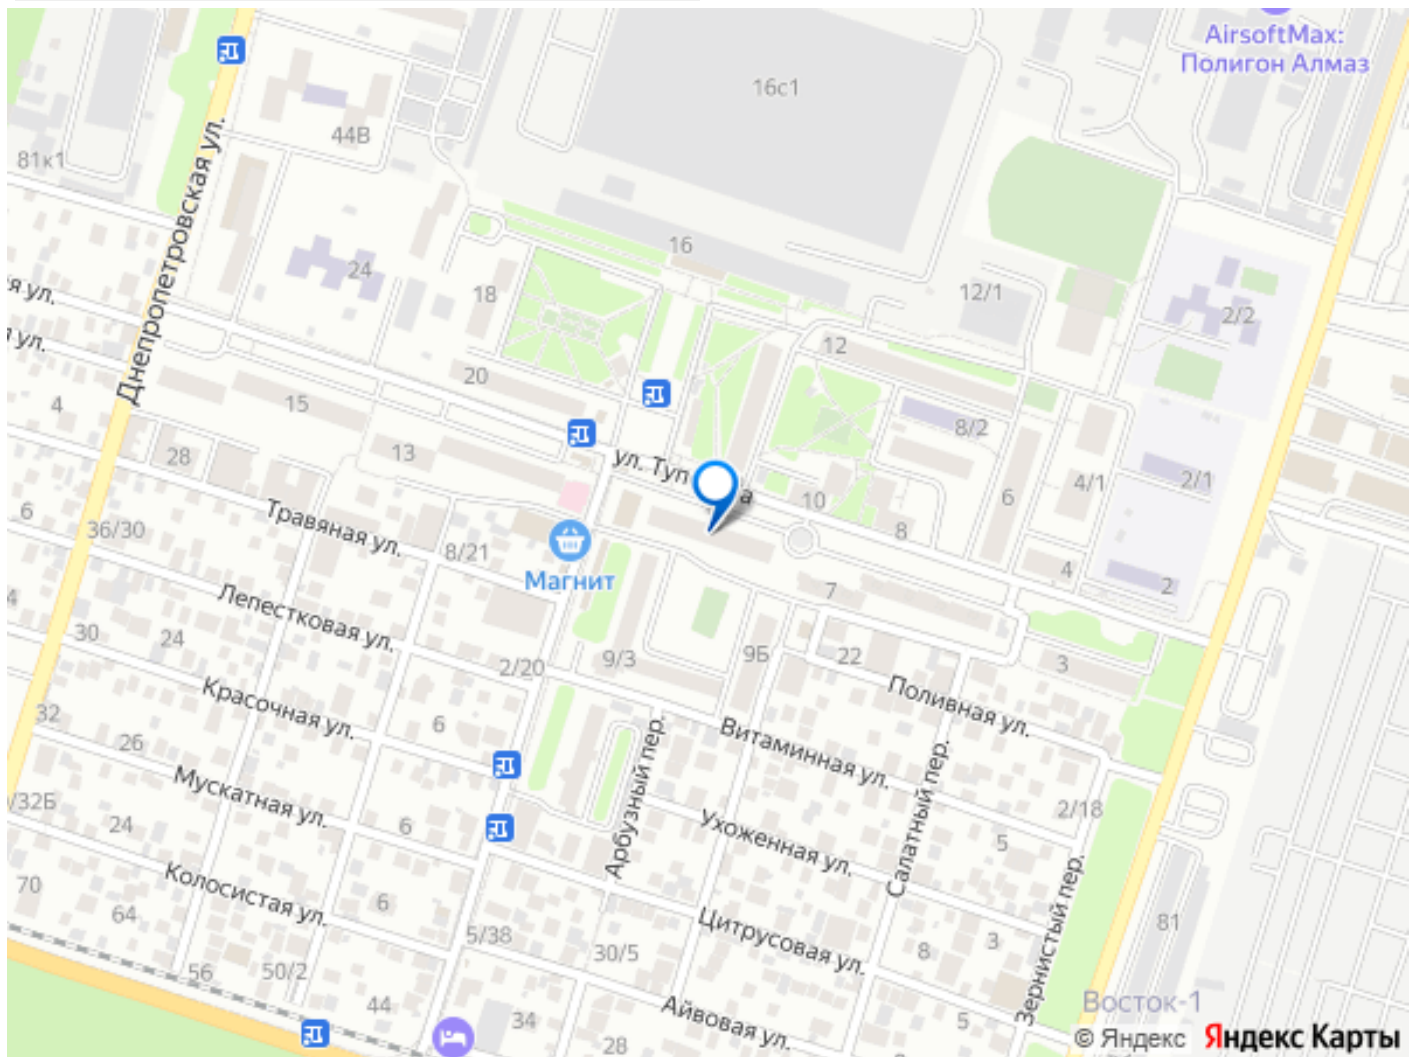 AirsoftMax:
Полигон Алмаз
16с1
44В
81к1
Днепропетровская ул.
16
24
18
12/1
2/2
я ул.
я ул.
12
20
15
4
8/2
13
28
ул. Туп
а
10
6
4/1
2/1
8
6
36/30
Травяная ул.
8/21
Магнит
4
2
7
4
Лепестковая ул.
30
24
2/20
9/3
9Б
22
3
Поливная ул.
Красочная ул.
32
26
6
Арбузный пер.
Витаминная ул.
Салатный пер.
Мускатная ул.
/32Б
24
6
Ухоженная ул.
5
2/18
Колосистая ул.
70
64
6
5/38
30/5
Цитрусовая ул.
8
3
Зернистый пер.
81
56
50/2
44
34
28
Айвовая ул.
5
Восток-1
© Яндекс Яндекс Карты